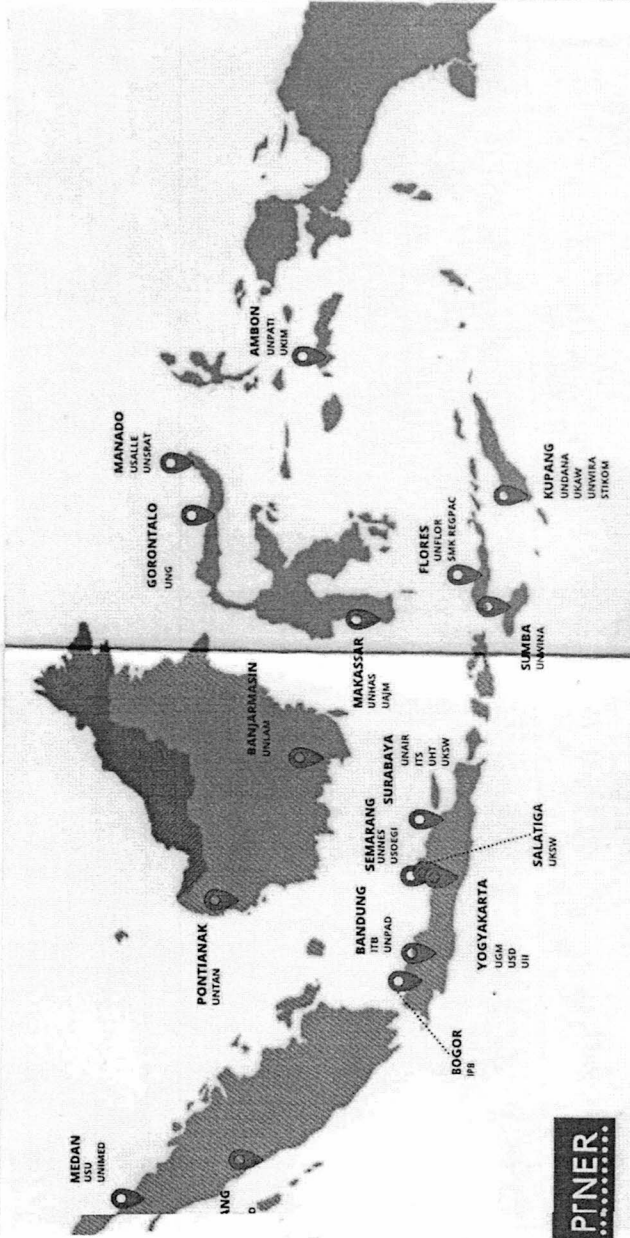 MEDAN
USU
UNIMED
ANG
D
PONTIANAK
UNTAN
BANJARMASIN
UNLAM
GORONTALO
UNG
MANADO
USALLE
UNSRAT
AMBON
UNPATI
UKIM
MAKASSAR
UNHAS
UAJM
BOGOR
IPB
BANDUNG
ITB
UNPAD
SEMARANG
UNNES
USOEGI
SURABAYA
UNAIR
ITS
UHT
UKSW
YOGYAKARTA
UGM
USD
UII
SALATIGA
UKSW
FLORES
UNFLOR
SMK REGPAC
SUMBA
UNWINA
KUPANG
UNDANA
UKAW
UNWIRA
STIKOM
PTNER